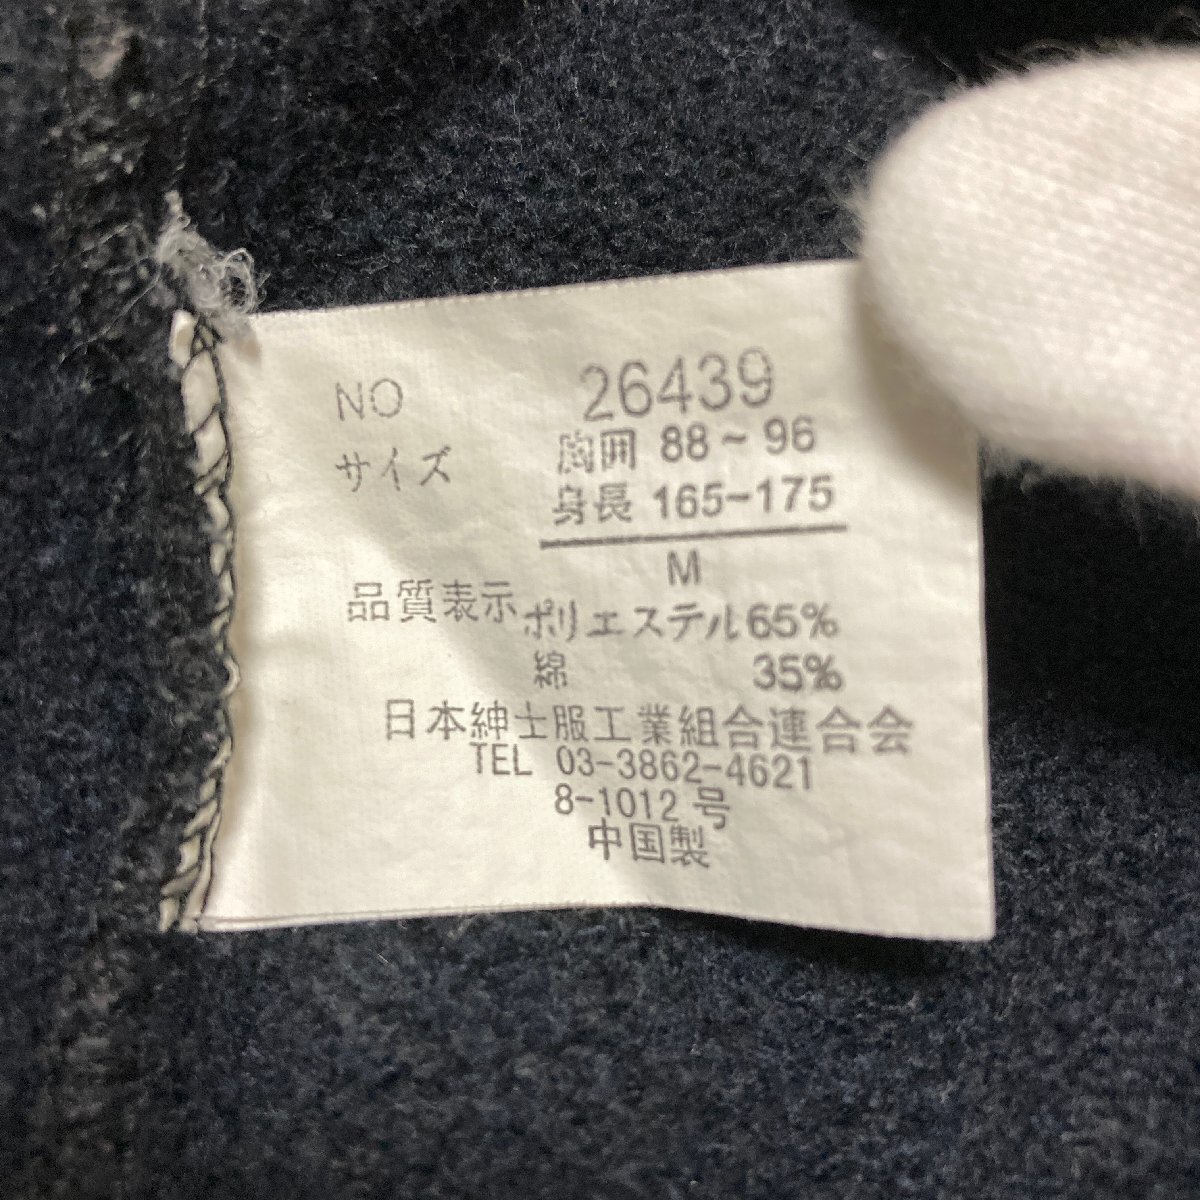 NO 26439
サイズ 胸囲 88~96
身長 165-175
M
品質表示 ポリエステル65%
綿 35%
日本紳士服工業組合連合会
TEL 03-3862-4621
8-1012号
中国製